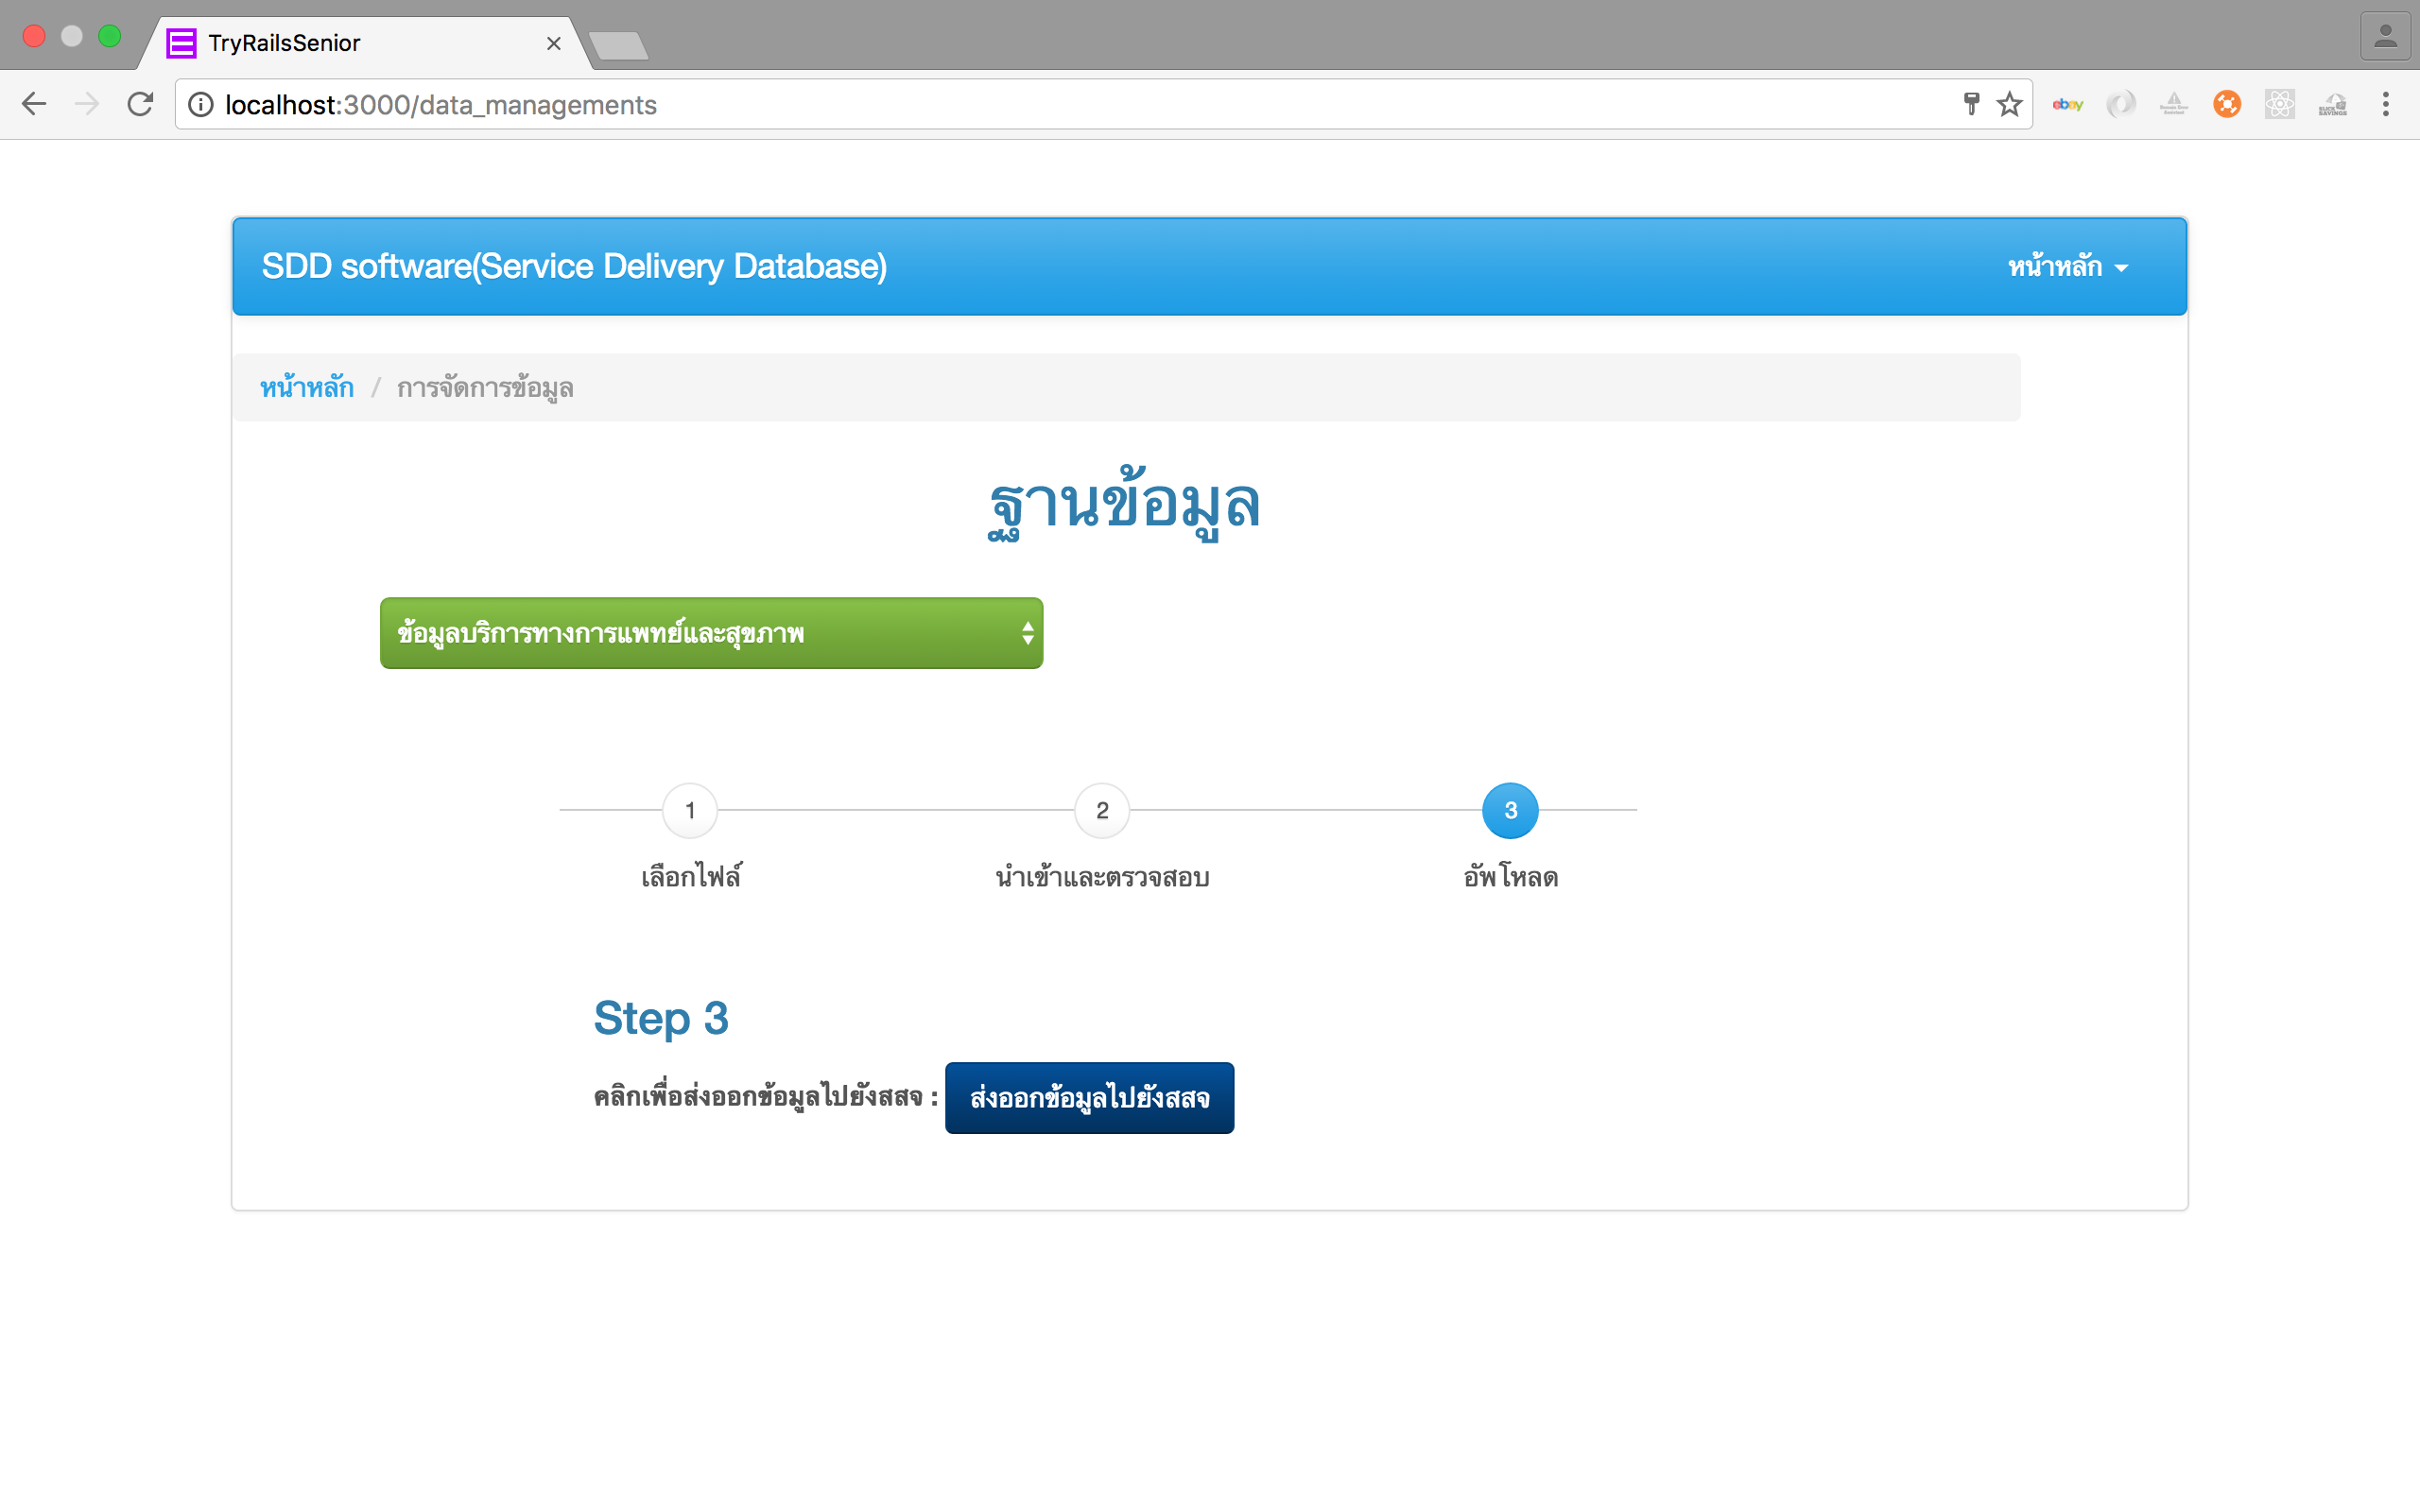 TryRailsSenior
localhost:3000/data_managements
ebay
SDD software(Service Delivery Database)
หน้าหลัก
หน้าหลัก / การจัดการข้อมูล
ฐานข้อมูล
ข้อมูลบริการทางการแพทย์และสุขภาพ
1 2 3
เลือกไฟล์ นำเข้าและตรวจสอบ อัพโหลด
Step 3
คลิกเพื่อส่งออกข้อมูลไปยังสสจ : ส่งออกข้อมูลไปยังสสจ